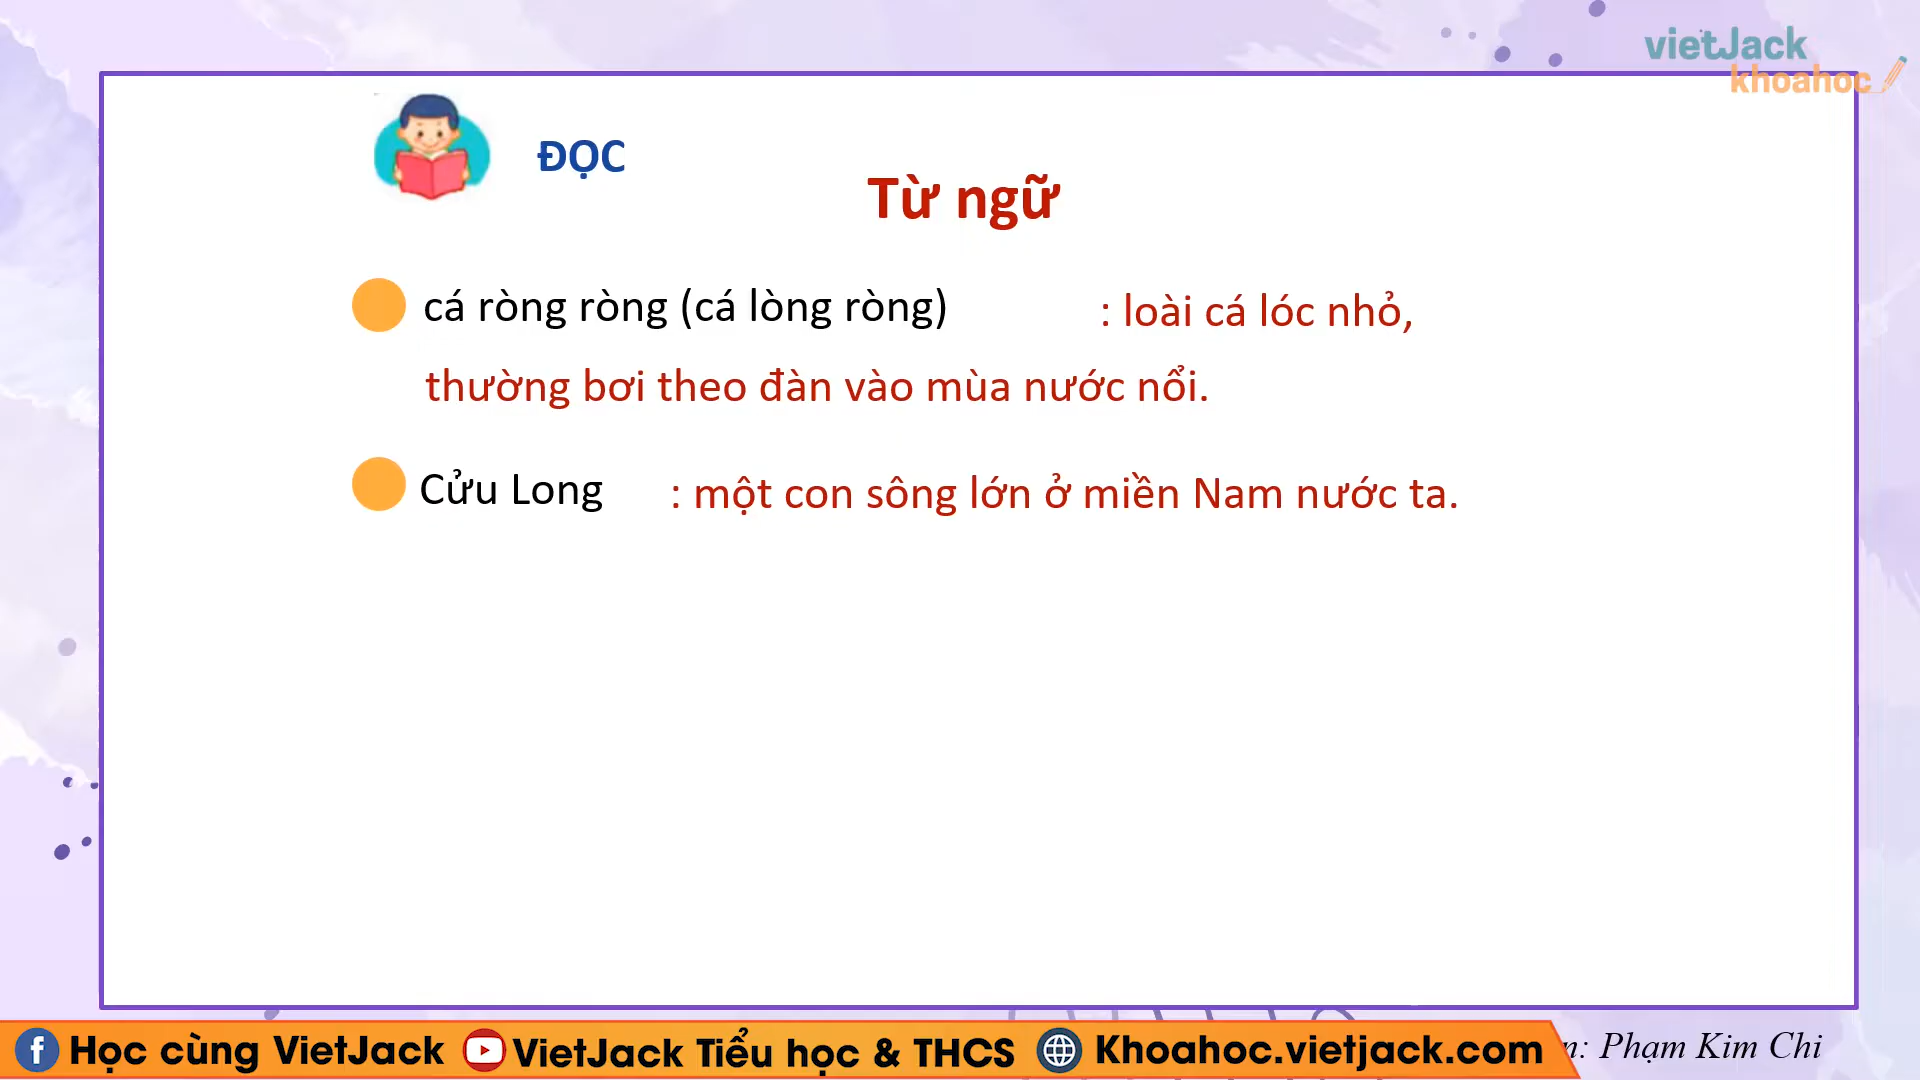 vietJack
khoahoc
ĐỌC
Từ ngữ
cá ròng ròng (cá lòng ròng) : loài cá lóc nhỏ,
thường bơi theo đàn vào mùa nước nổi.
Cửu Long : một con sông lớn ở miền Nam nước ta.
Học cùng VietJack VietJack Tiểu học & THCS Khoahoc.vietjack.com n: Phạm Kim Chi